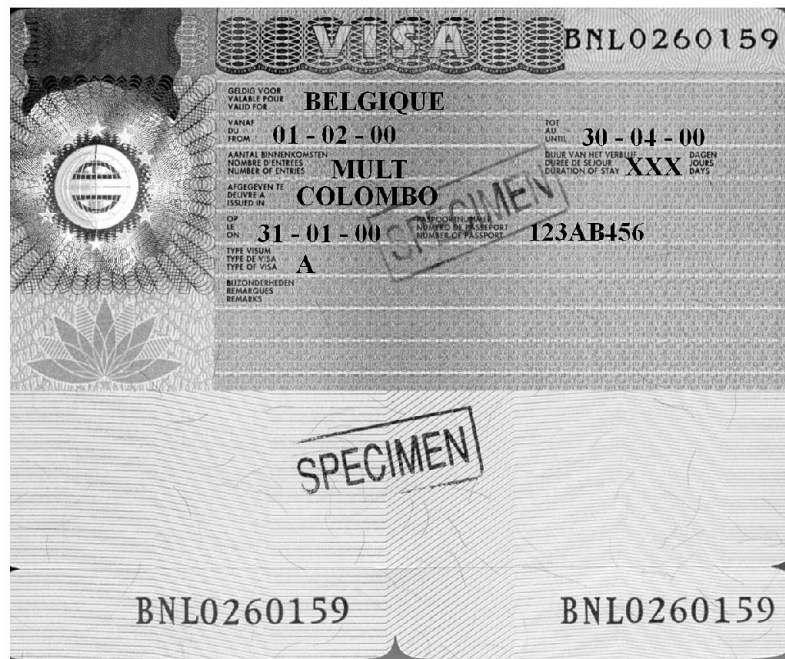 VISA
BNL0260159
GELDIG VOOR
VALABLE POUR
VALID FOR
BELGIQUE
VANAF
DU
FROM
01 - 02 - 00
TOT
AU
UNTIL
30 - 04 - 00
AANTAL BINNENKOMSTEN
NOMBRE D'ENTREES
NUMBER OF ENTRIES
MULT
DUUR VAN HET VERBLIJF
DUREE DE SEJOUR
DURATION OF STAY
XXX
DAGEN
JOURS
DAYS
AFGEGEVEN TE
DELIVRE A
ISSUED IN
COLOMBO
OP
LE
ON
31 - 01 - 00
PASPOORTNUMMER
NUMERO DE PASSEPORT
NUMBER OF PASSPORT
123AB456
SPECIMEN
TYPE VISUM
TYPE DE VISA
TYPE OF VISA
A
BIJZONDERHEDEN
REMARQUES
REMARKS
SPECIMEN
BNL0260159
BNL0260159